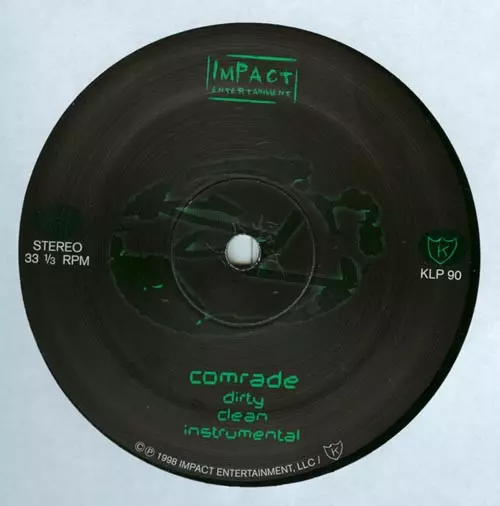 IMPACT
ENTERTAINMENT
STEREO
33 1/3 RPM
K
KLP 90
comrade
dirty
clean
instrumental
© ℗ 1998 IMPACT ENTERTAINMENT, LLC / K